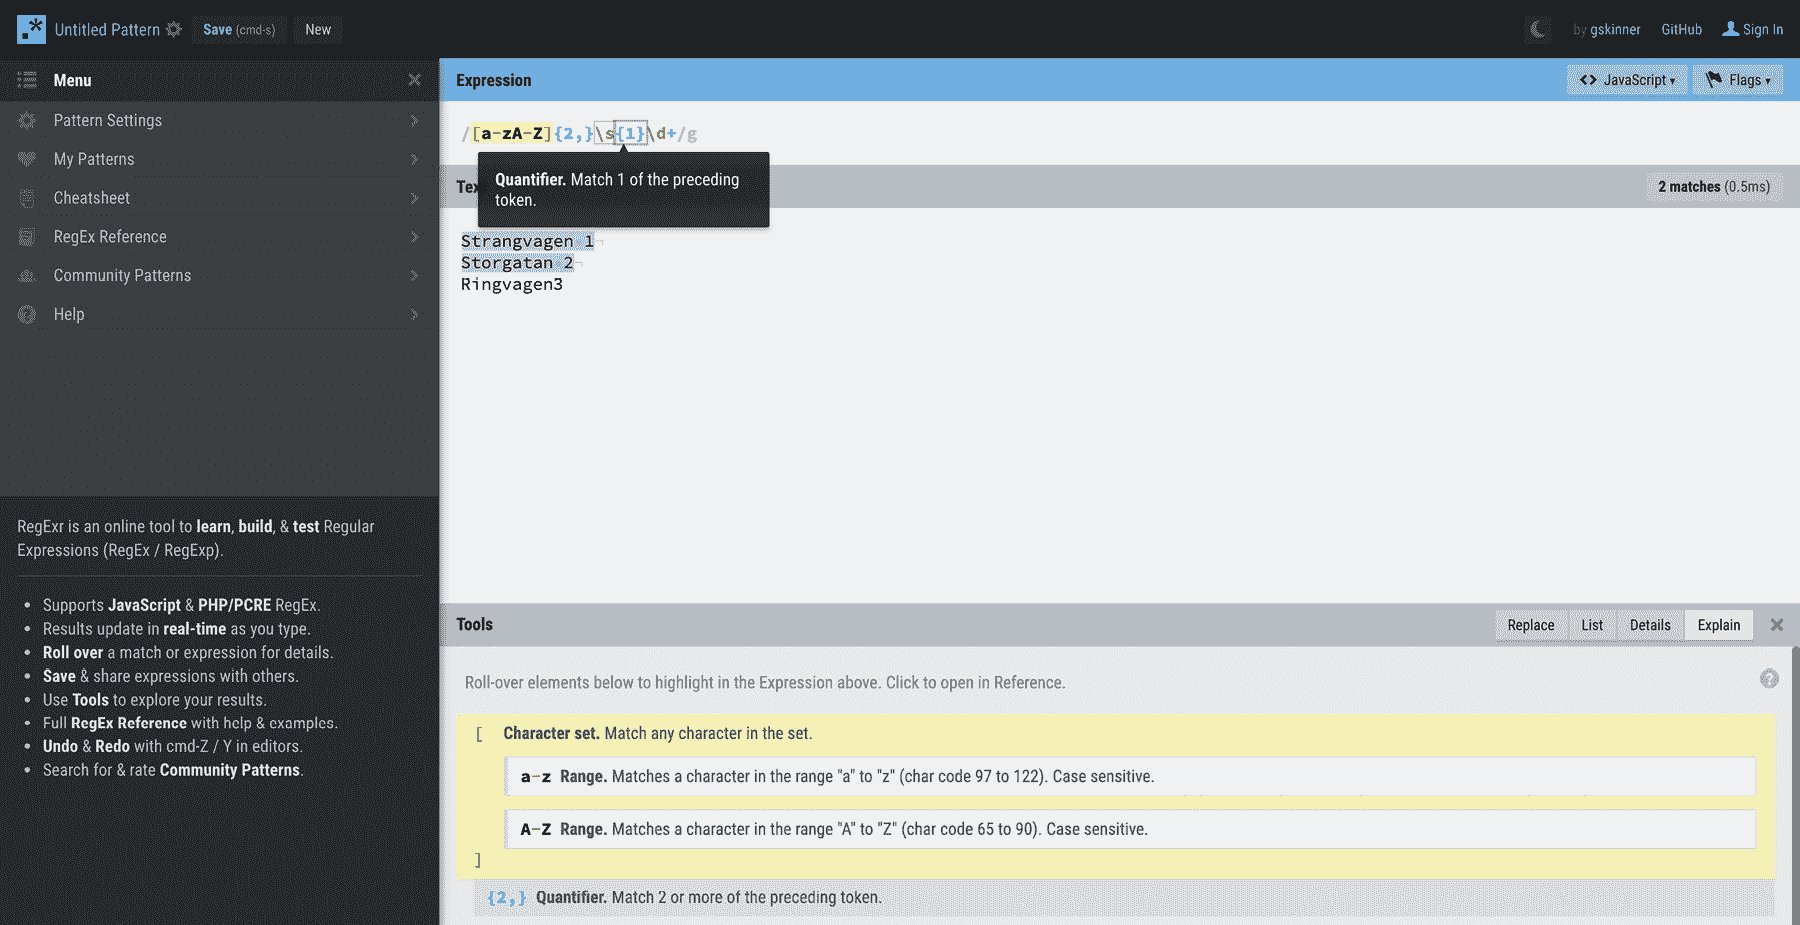 .* Untitled Pattern Save (cmd-s) New by gskinner GitHub Sign In
Menu
Pattern Settings
My Patterns
Cheatsheet
RegEx Reference
Community Patterns
Help
RegExr is an online tool to learn, build, & test Regular
Expressions (RegEx / RegExp).
• Supports JavaScript & PHP/PCRE RegEx.
• Results update in real-time as you type.
• Roll over a match or expression for details.
• Save & share expressions with others.
• Use Tools to explore your results.
• Full RegEx Reference with help & examples.
• Undo & Redo with cmd-Z / Y in editors.
• Search for & rate Community Patterns.
Expression <> JavaScript ▾ Flags ▾
/[a-zA-Z]{2,}\s{1}\d+/g
Quantifier. Match 1 of the preceding
token.
Tex 2 matches (0.5ms)
Strangvagen 1
Storgatan 2
Ringvagen3
Tools Replace List Details Explain
Roll-over elements below to highlight in the Expression above. Click to open in Reference. ?
[ Character set. Match any character in the set.
a-z Range. Matches a character in the range "a" to "z" (char code 97 to 122). Case sensitive.
A-Z Range. Matches a character in the range "A" to "Z" (char code 65 to 90). Case sensitive.
]
{2,} Quantifier. Match 2 or more of the preceding token.